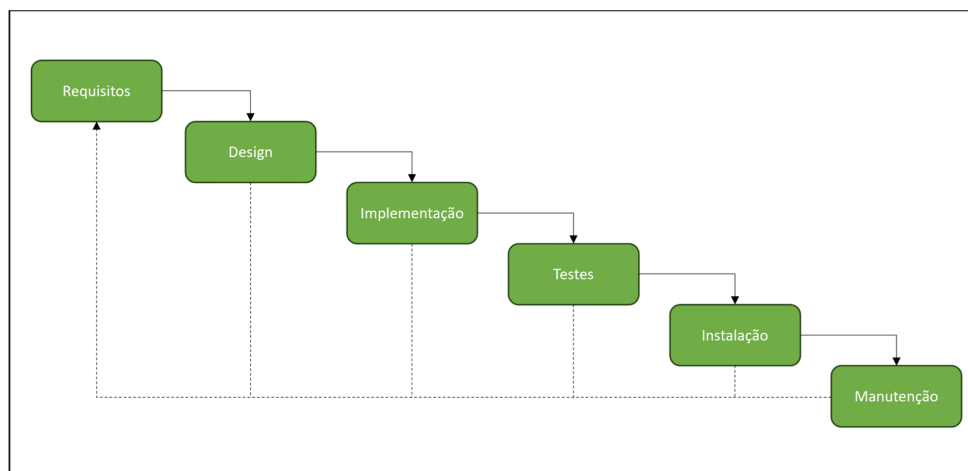 Requisitos
Design
Implementação
Testes
Instalação
Manutenção